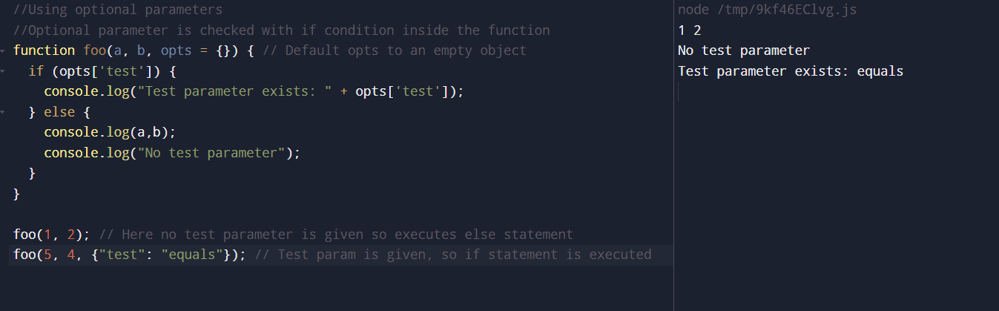 //Using optional parameters
//Optional parameter is checked with if condition inside the function
function foo(a, b, opts = {}) { // Default opts to an empty object
  if (opts['test']) {
    console.log("Test parameter exists: " + opts['test']);
  } else {
    console.log(a,b);
    console.log("No test parameter");
  }
}
foo(1, 2); // Here no test parameter is given so executes else statement
foo(5, 4, {"test": "equals"}); // Test param is given, so if statement is executed
node /tmp/9kf46EClvg.js
1 2
No test parameter
Test parameter exists: equals